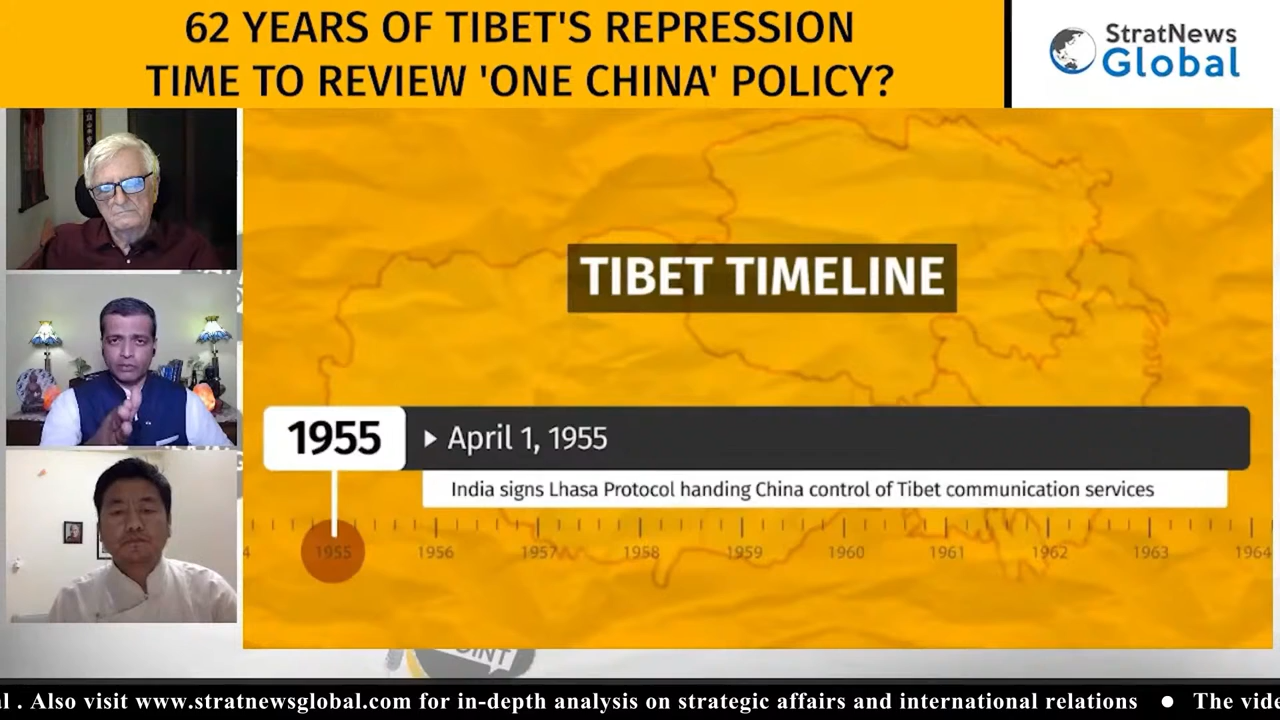 62 YEARS OF TIBET'S REPRESSION
TIME TO REVIEW 'ONE CHINA' POLICY?
StratNews
Global
TIBET TIMELINE
1955
April 1, 1955
India signs Lhasa Protocol handing China control of Tibet communication services
4 1955 1956 1957 1958 1959 1960 1961 1962 1963 1964
OINT
al . Also visit www.stratnewsglobal.com for in-depth analysis on strategic affairs and international relations ● The vide